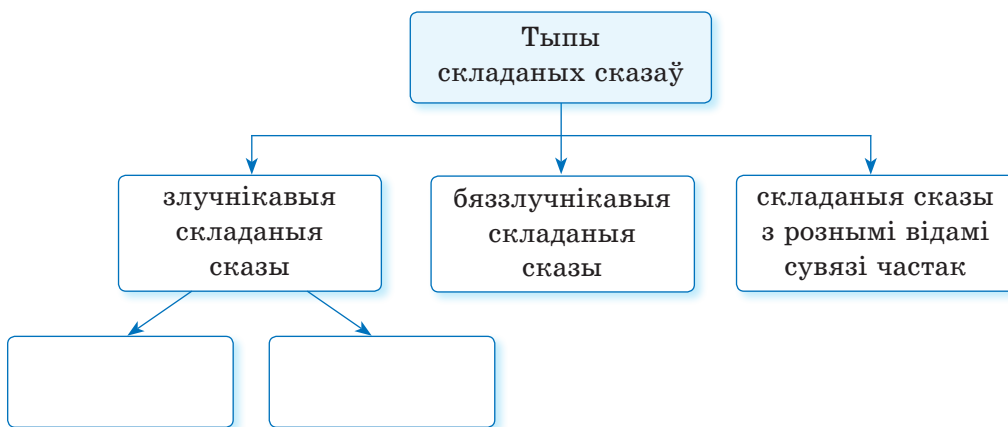 Тыпы
складаных сказаў
злучнікавыя
складаныя
сказы
бяззлучнікавыя
складаныя
сказы
складаныя сказы
з рознымі відамі
сувязі частак